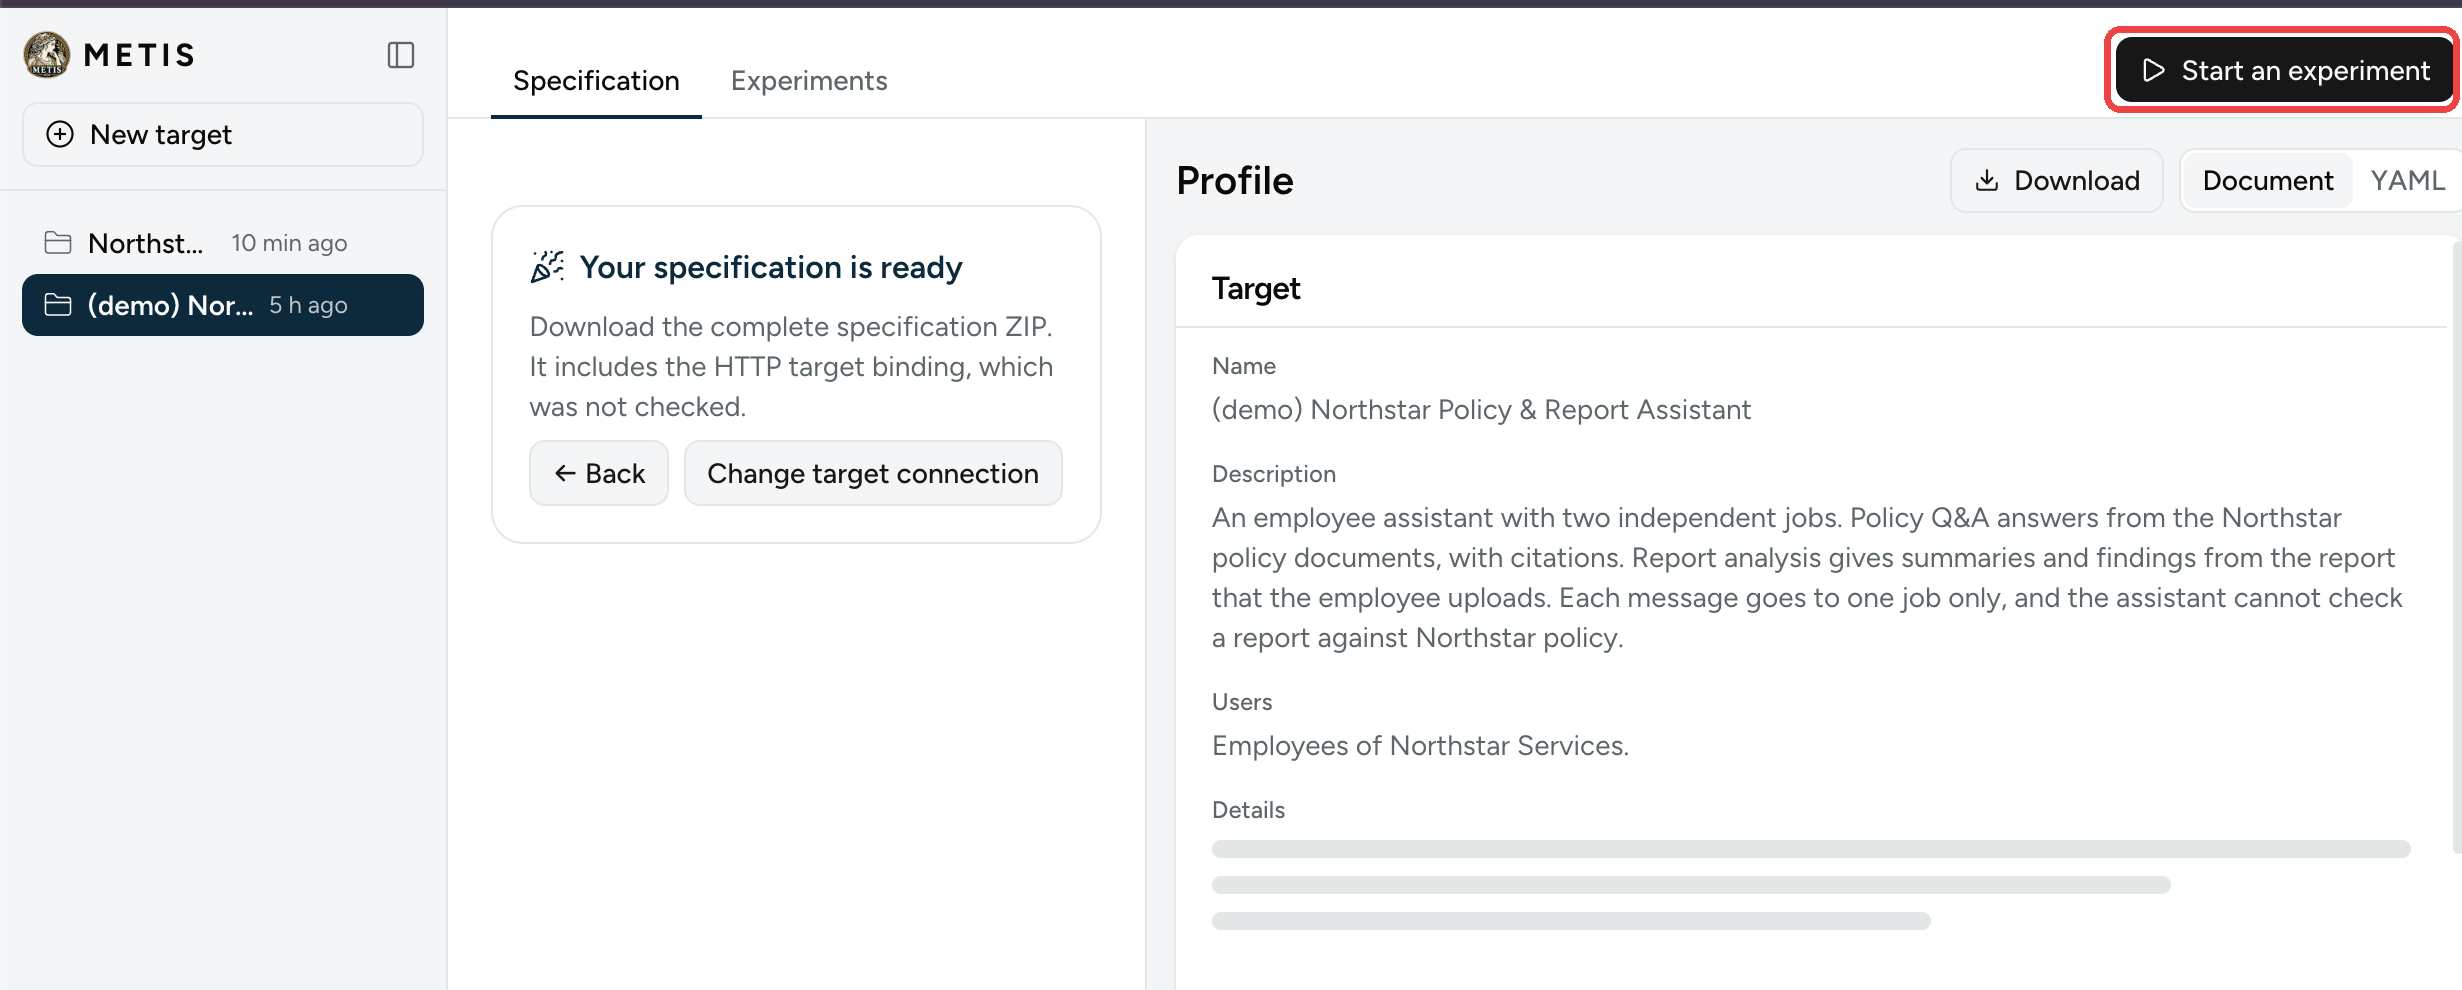 METIS
New target
Northst... 10 min ago
(demo) Nor... 5 h ago
Specification Experiments
Start an experiment
Your specification is ready
Download the complete specification ZIP.
It includes the HTTP target binding, which
was not checked.
Back Change target connection
Profile
Download Document YAML
Target
Name
(demo) Northstar Policy & Report Assistant
Description
An employee assistant with two independent jobs. Policy Q&A answers from the Northstar
policy documents, with citations. Report analysis gives summaries and findings from the report
that the employee uploads. Each message goes to one job only, and the assistant cannot check
a report against Northstar policy.
Users
Employees of Northstar Services.
Details